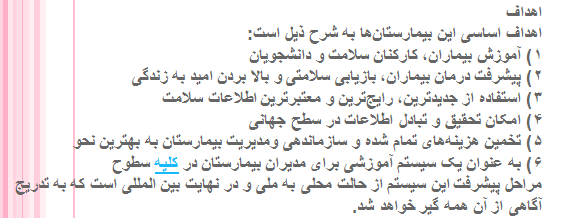 اهداف
اهداف اساسی این بیمارستان‌ها به شرح ذیل است:
۱) آموزش بیماران، کارکنان سلامت و دانشجویان
۲) پیشرفت درمان بیماران، بازیابی سلامتی و بالا بردن امید به زندگی
۳) استفاده از جدیدترین، رایج‌ترین و معتبرترین اطلاعات سلامت
۴) امکان تحقیق و تبادل اطلاعات در سطح جهانی
۵) تخمین هزینه‌های تمام شده و سازماندهی ومدیریت بیمارستان به بهترین نحو
۶) به عنوان یک سیستم آموزشی برای مدیران بیمارستان در کلیه سطوح
مراحل پیشرفت این سیستم از حالت محلی به ملی و در نهایت بین المللی است که به تدریج
آگاهی از آن همه گیر خواهد شد.